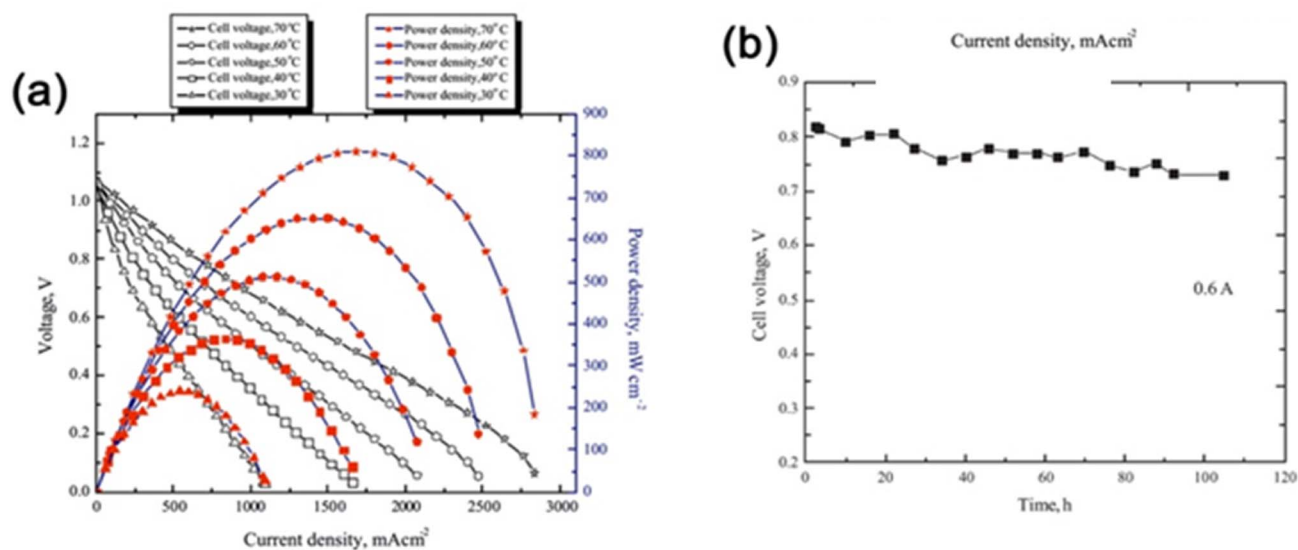 (a)
Cell voltage,70°C
Cell voltage,60°C
Cell voltage,50°C
Cell voltage,40°C
Cell voltage,30°C
Power density,70°C
Power density,60°C
Power density,50°C
Power density,40°C
Power density,30°C
1.2
1.0
0.8
0.6
0.4
0.2
0.0
Voltage, V
900
800
700
600
500
400
300
200
100
0
Power density, mW cm⁻²
0 500 1000 1500 2000 2500 3000
Current density, mAcm⁻²
(b)
Current density, mAcm⁻²
0.9
0.8
0.7
0.6
0.5
0.4
0.3
0.2
Cell voltage, V
0.6 A
0 20 40 60 80 100 120
Time, h